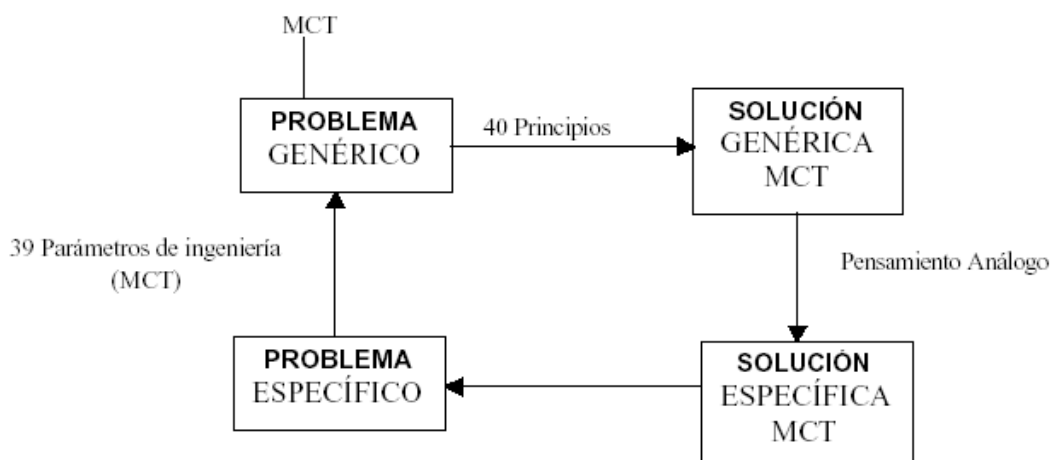 MCT
PROBLEMA
GENÉRICO
40 Principios
SOLUCIÓN
GENÉRICA
MCT
39 Parámetros de ingeniería
(MCT)
Pensamiento Análogo
PROBLEMA
ESPECÍFICO
SOLUCIÓN
ESPECÍFICA
MCT